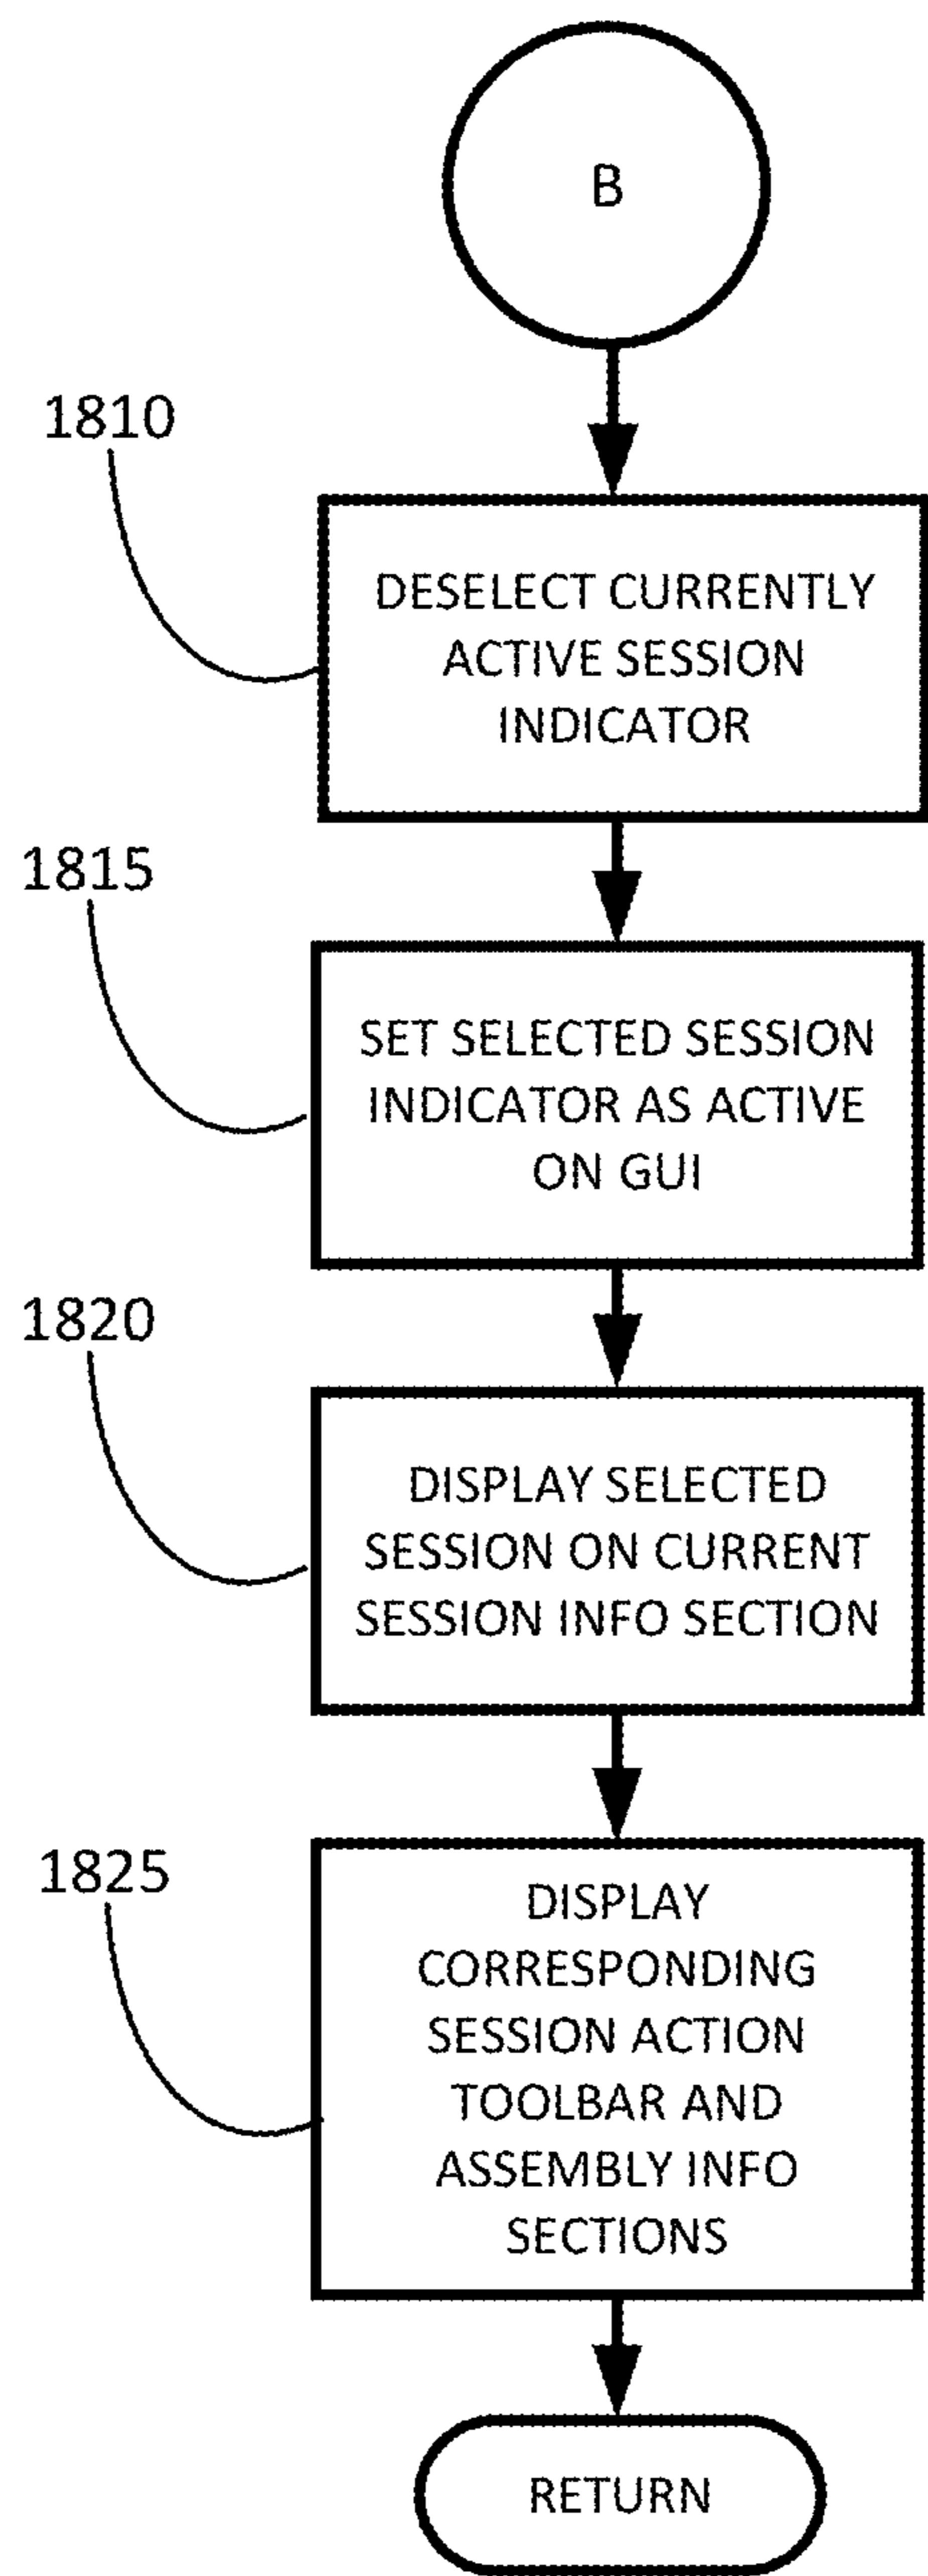 B
1810
DESELECT CURRENTLY
ACTIVE SESSION
INDICATOR
1815
SET SELECTED SESSION
INDICATOR AS ACTIVE
ON GUI
1820
DISPLAY SELECTED
SESSION ON CURRENT
SESSION INFO SECTION
1825
DISPLAY
CORRESPONDING
SESSION ACTION
TOOLBAR AND
ASSEMBLY INFO
SECTIONS
RETURN